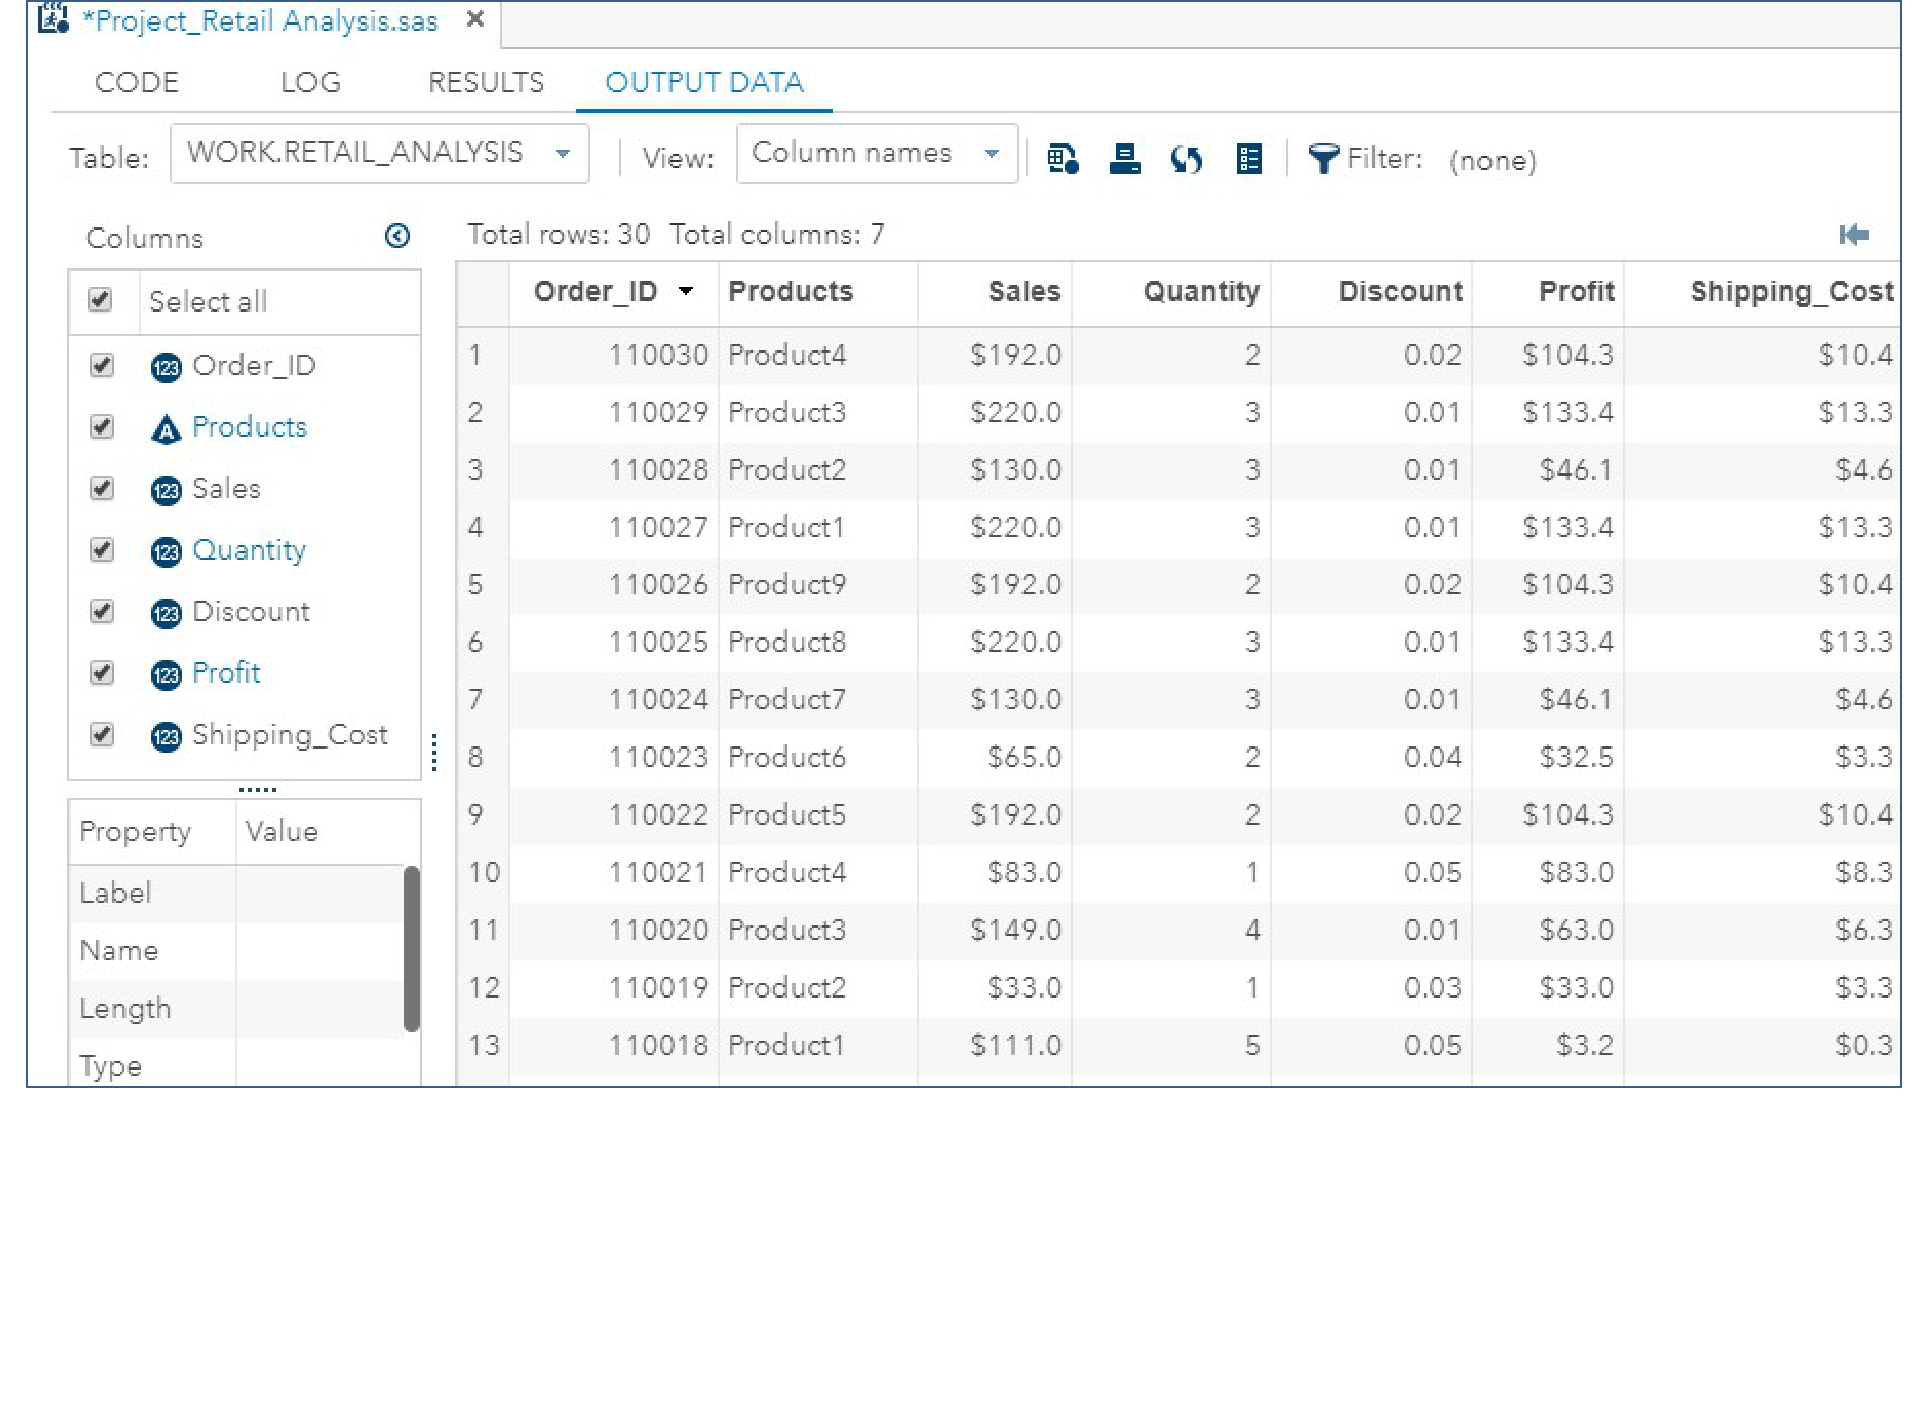 *Project_Retail Analysis.sas
CODE LOG RESULTS OUTPUT DATA
Table: WORK.RETAIL_ANALYSIS View: Column names Filter: (none)
Columns
Select all
Order_ID
Products
Sales
Quantity
Discount
Profit
Shipping_Cost
Property Value
Label
Name
Length
Type
Total rows: 30 Total columns: 7
Order_ID Products Sales Quantity Discount Profit Shipping_Cost
1 110030 Product4 $192.0 2 0.02 $104.3 $10.4
2 110029 Product3 $220.0 3 0.01 $133.4 $13.3
3 110028 Product2 $130.0 3 0.01 $46.1 $4.6
4 110027 Product1 $220.0 3 0.01 $133.4 $13.3
5 110026 Product9 $192.0 2 0.02 $104.3 $10.4
6 110025 Product8 $220.0 3 0.01 $133.4 $13.3
7 110024 Product7 $130.0 3 0.01 $46.1 $4.6
8 110023 Product6 $65.0 2 0.04 $32.5 $3.3
9 110022 Product5 $192.0 2 0.02 $104.3 $10.4
10 110021 Product4 $83.0 1 0.05 $83.0 $8.3
11 110020 Product3 $149.0 4 0.01 $63.0 $6.3
12 110019 Product2 $33.0 1 0.03 $33.0 $3.3
13 110018 Product1 $111.0 5 0.05 $3.2 $0.3